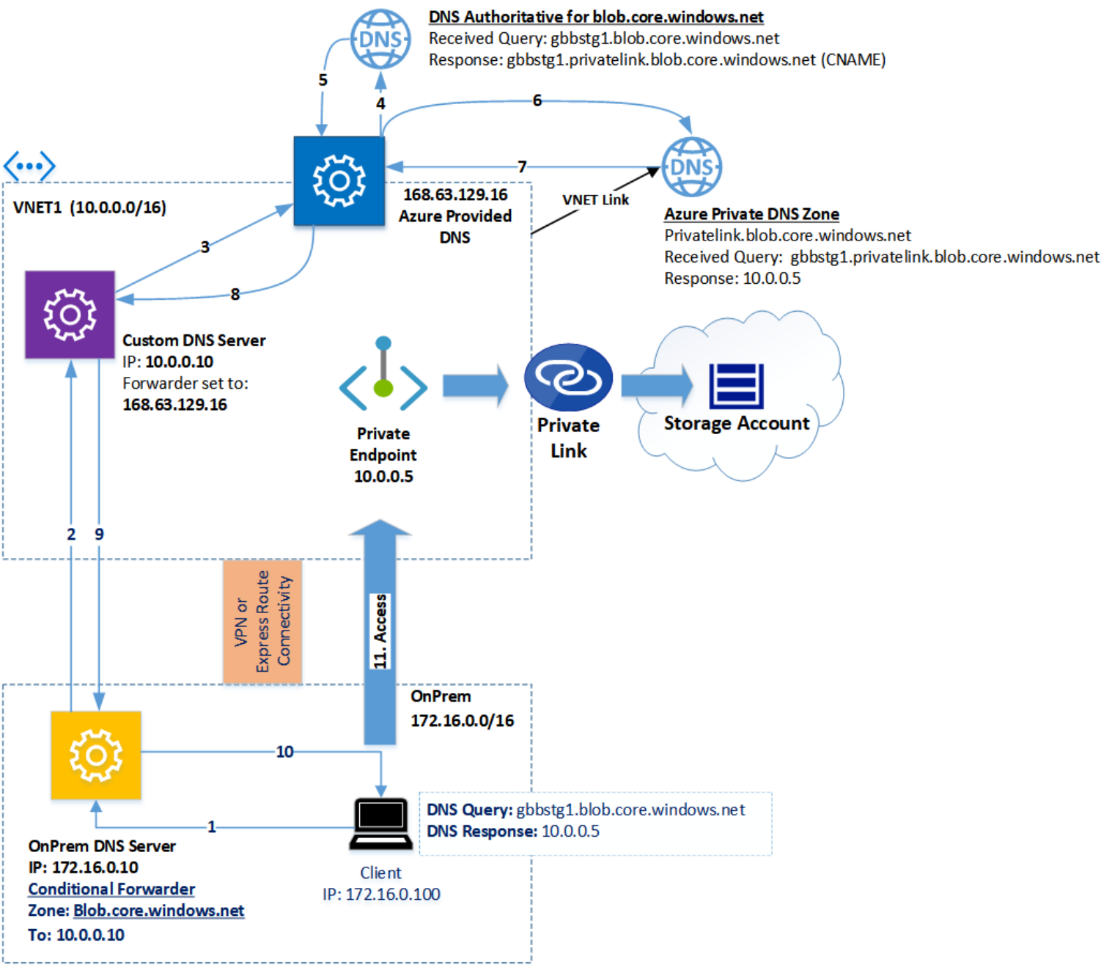 DNS
DNS Authoritative for blob.core.windows.net
Received Query: gbbstg1.blob.core.windows.net
Response: gbbstg1.privatelink.blob.core.windows.net (CNAME)
5
4
6
7
DNS
VNET Link
Azure Private DNS Zone
Privatelink.blob.core.windows.net
Received Query: gbbstg1.privatelink.blob.core.windows.net
Response: 10.0.0.5
VNET1 (10.0.0.0/16)
168.63.129.16
Azure Provided
DNS
3
8
Custom DNS Server
IP: 10.0.0.10
Forwarder set to:
168.63.129.16
Private
Endpoint
10.0.0.5
Private
Link
Storage Account
2
9
VPN or
Express Route
Connectivity
11. Access
OnPrem
172.16.0.0/16
10
1
DNS Query: gbbstg1.blob.core.windows.net
DNS Response: 10.0.0.5
Client
IP: 172.16.0.100
OnPrem DNS Server
IP: 172.16.0.10
Conditional Forwarder
Zone: Blob.core.windows.net
To: 10.0.0.10